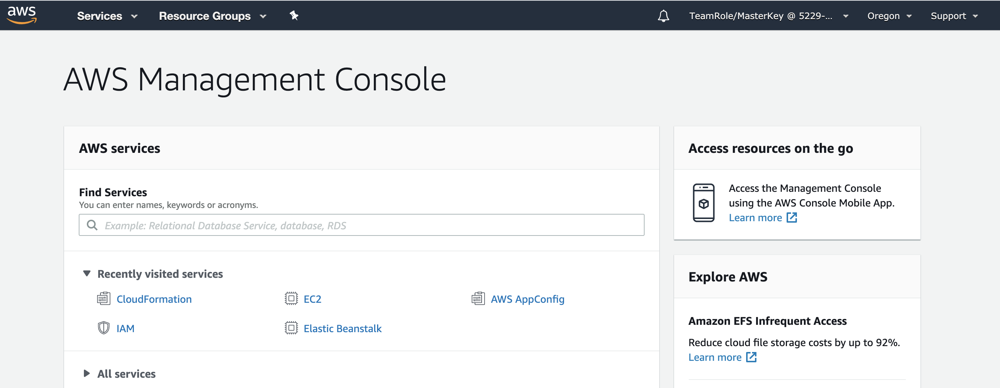 aws
Services
Resource Groups
TeamRole/MasterKey @ 5229-...
Oregon
Support
AWS Management Console
AWS services
Find Services
You can enter names, keywords or acronyms.
Example: Relational Database Service, database, RDS
Recently visited services
CloudFormation
EC2
AWS AppConfig
IAM
Elastic Beanstalk
All services
Access resources on the go
Access the Management Console
using the AWS Console Mobile App.
Learn more
Explore AWS
Amazon EFS Infrequent Access
Reduce cloud file storage costs by up to 92%.
Learn more